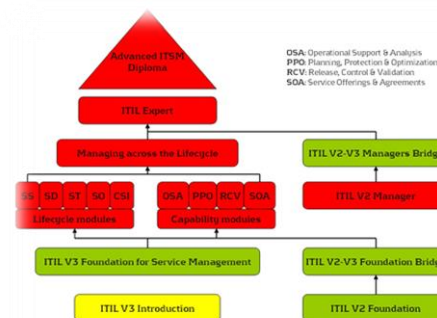 Advanced ITSM
Diploma
OSA: Operational Support & Analysis
PPO: Planning, Protection & Optimization
RCV: Release, Control & Validation
SOA: Service Offerings & Agreements
ITIL Expert
Managing across the Lifecycle
ITIL V2-V3 Managers Bridg
SS SD ST SO CSI
OSA PPO RCV SOA
ITIL V2 Manager
Lifecycle modules
Capability modules
ITIL V3 Foundation for Service Management
ITIL V2-V3 Foundation Bridg
ITIL V3 Introduction
ITIL V2 Foundation